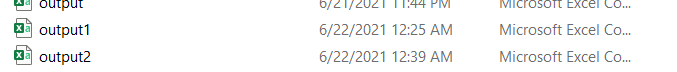 output 6/21/2021 11:44 PM Microsoft Excel Co...
output1 6/22/2021 12:25 AM Microsoft Excel Co...
output2 6/22/2021 12:39 AM Microsoft Excel Co...